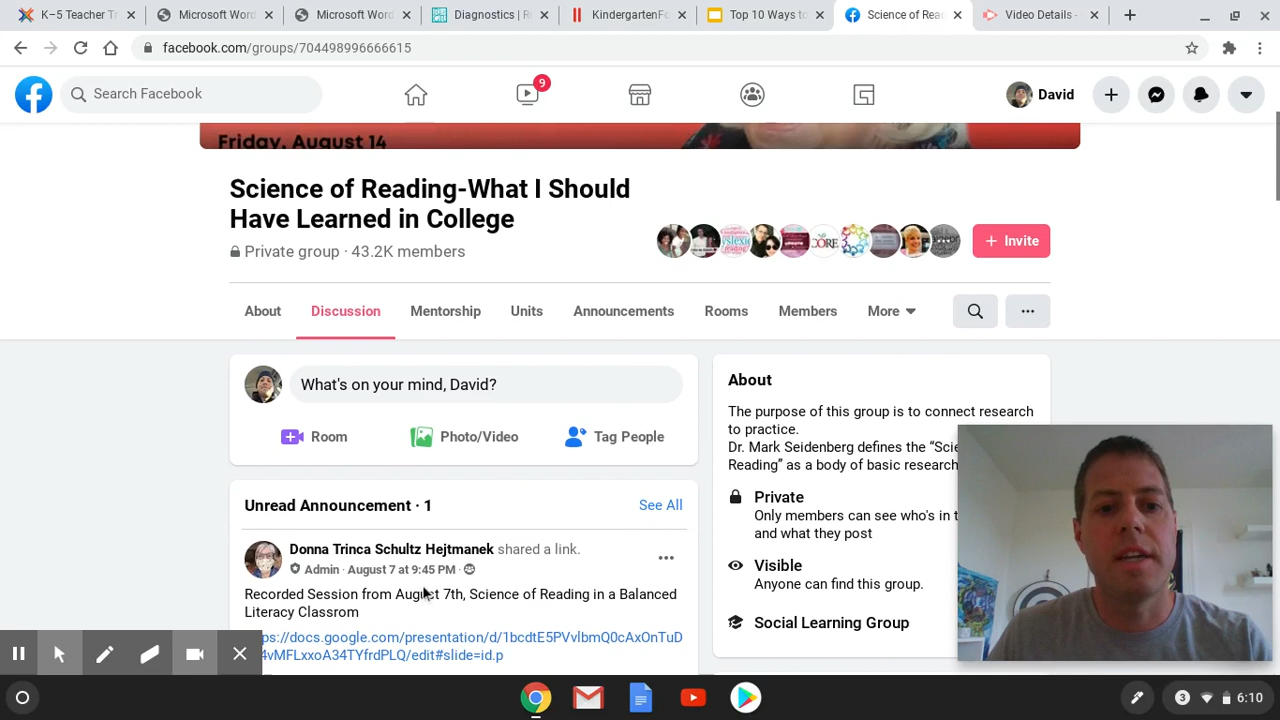 K–5 Teacher Tr
Microsoft Word
Microsoft Word
Diagnostics | R
KindergartenFo
Top 10 Ways to
Science of Rea
Video Details -
facebook.com/groups/704498996666615
Search Facebook
9
David
Friday, August 14
Science of Reading-What I Should
Have Learned in College
Private group · 43.2K members
CORE
+ Invite
About
Discussion
Mentorship
Units
Announcements
Rooms
Members
More
What's on your mind, David?
Room
Photo/Video
Tag People
About
The purpose of this group is to connect research
to practice.
Dr. Mark Seidenberg defines the “Scie
Reading” as a body of basic research
Private
Only members can see who's in t
and what they post
Visible
Anyone can find this group.
Social Learning Group
Unread Announcement · 1
See All
Donna Trinca Schultz Hejtmanek shared a link.
Admin · August 7 at 9:45 PM ·
Recorded Session from August 7th, Science of Reading in a Balanced
Literacy Classrom
ps://docs.google.com/presentation/d/1bcdtE5PVvlbmQ0cAxOnTuD
4vMFLxxoA34TYfrdPLQ/edit#slide=id.p
3
6:10